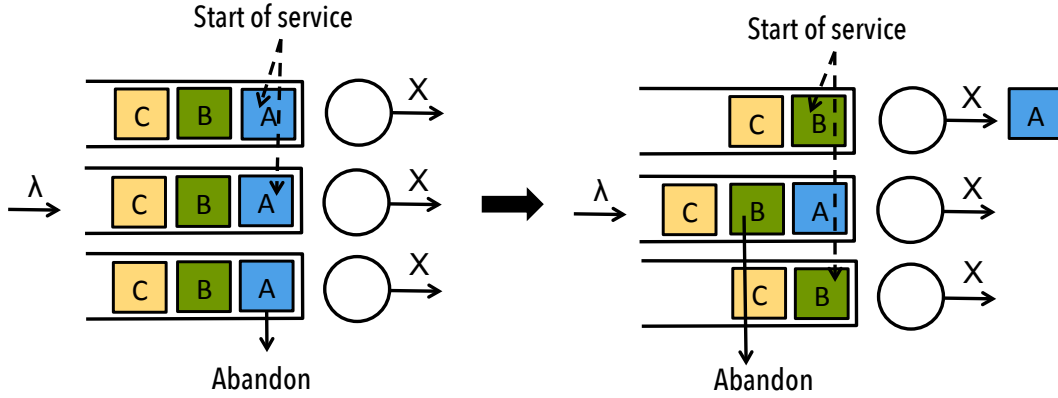 Start of service
C B A X
λ
C B A X
C B A X
Abandon
Start of service
C B X A
λ
C B A X
C B X
Abandon